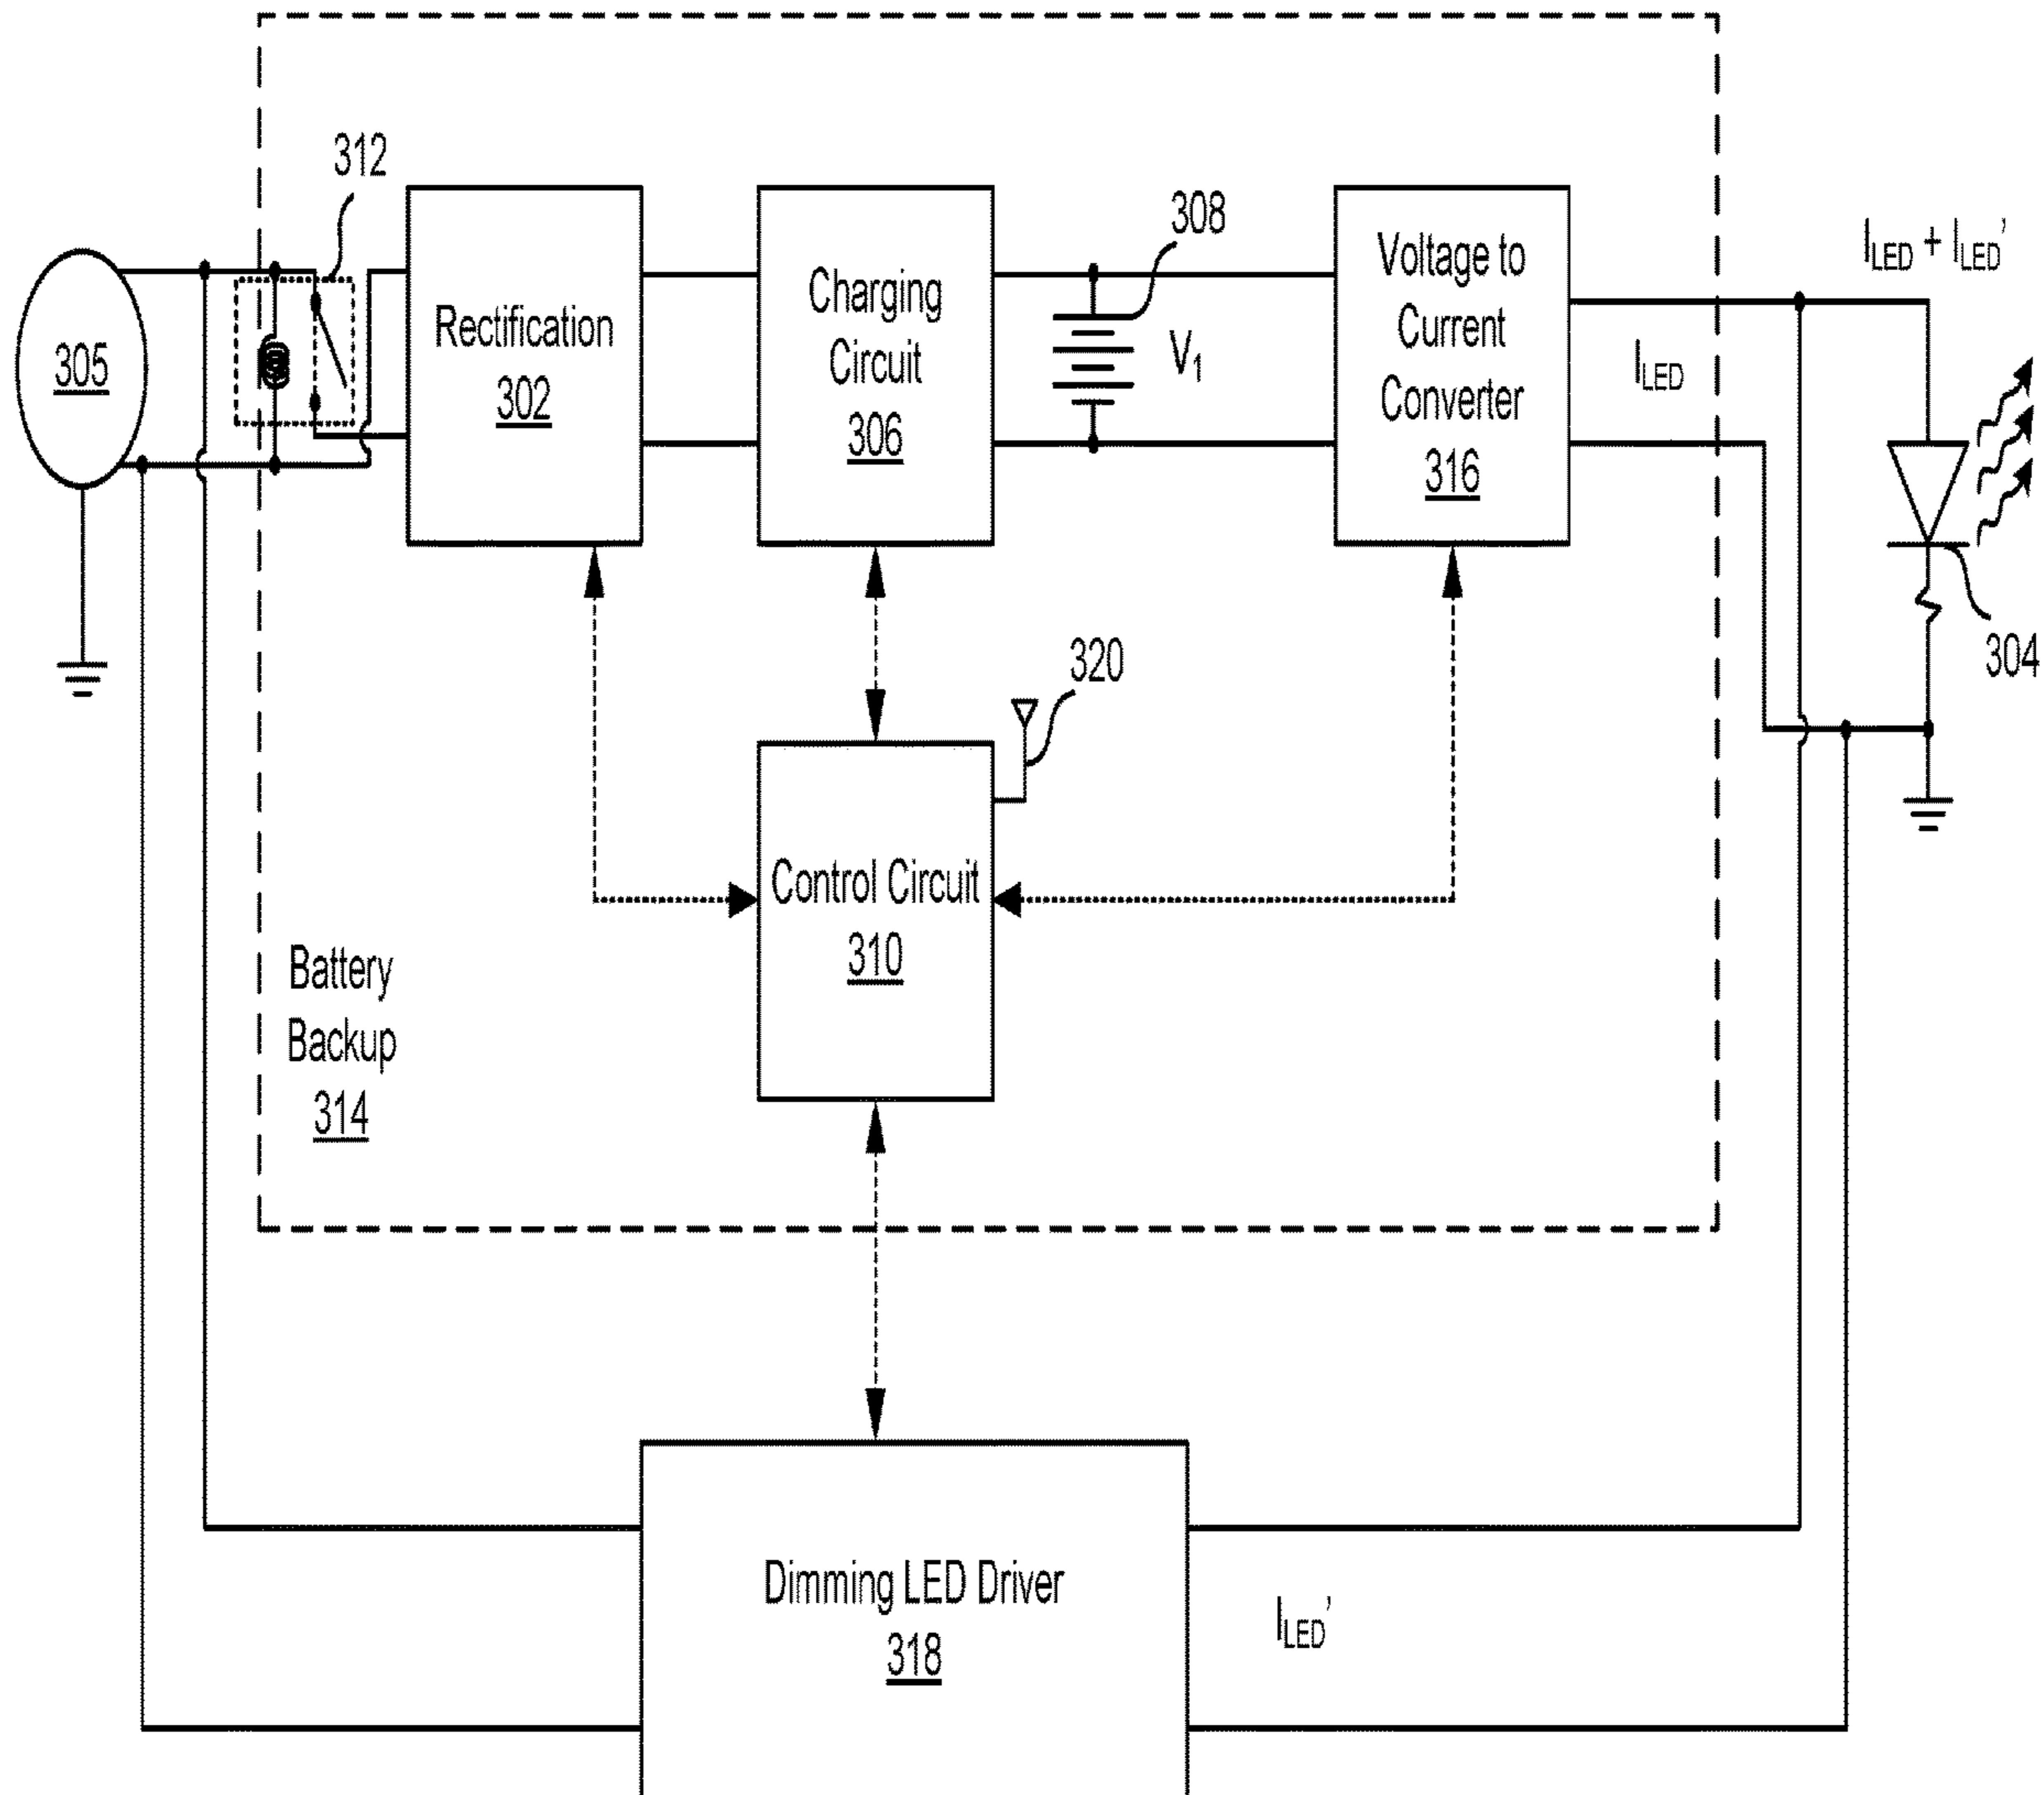 312
308
305
Rectification
302
Charging
Circuit
306
V1
Voltage to
Current
Converter
316
ILED
ILED + ILED'
304
320
Control Circuit
310
Battery
Backup
314
Dimming LED Driver
318
ILED'